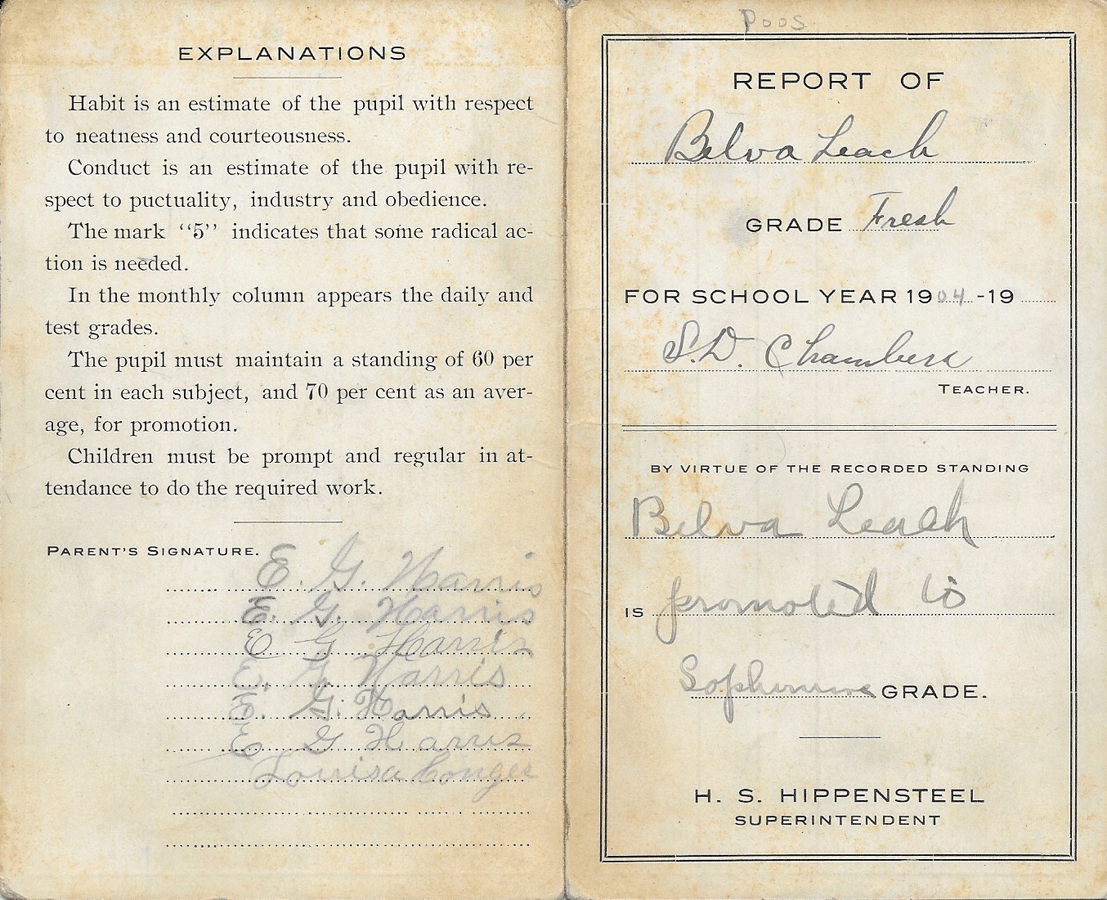 EXPLANATIONS
Habit is an estimate of the pupil with respect
to neatness and courteousness.
Conduct is an estimate of the pupil with re-
spect to puctuality, industry and obedience.
The mark "5" indicates that some radical ac-
tion is needed.
In the monthly column appears the daily and
test grades.
The pupil must maintain a standing of 60 per
cent in each subject, and 70 per cent as an aver-
age, for promotion.
Children must be prompt and regular in at-
tendance to do the required work.
PARENT'S SIGNATURE.
E. G. Harris
E. G. Harris
E G Harris
E. G. Harris
E. G. Harris
E G Harris
Louisa Conger
Poos
REPORT OF
Belva Leach
GRADE Fresh
FOR SCHOOL YEAR 1904-19
S. D. Chambers
TEACHER.
BY VIRTUE OF THE RECORDED STANDING
Belva Leach
IS promoted to
Sophomore GRADE.
H. S. HIPPENSTEEL
SUPERINTENDENT